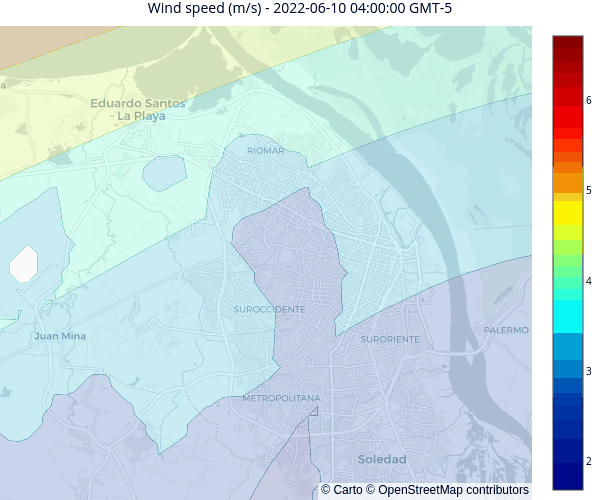 Wind speed (m/s) - 2022-06-10 04:00:00 GMT-5
a
Eduardo Santos
- La Playa
RIOMAR
SUROCCIDENTE
Juan Mina
SURORIENTE
PALERMO
METROPOLITANA
Soledad
© Carto © OpenStreetMap contributors
6
5
4
3
2